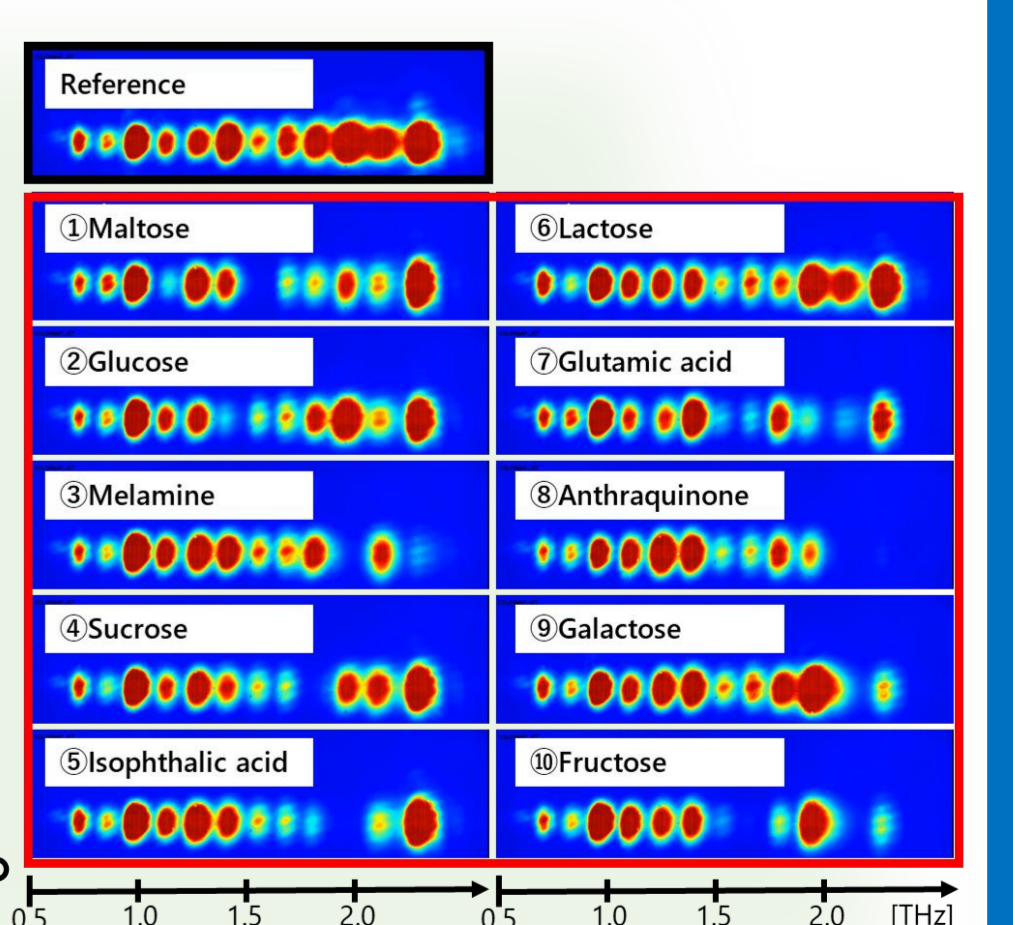 Reference
①Maltose
②Glucose
③Melamine
④Sucrose
⑤Isophthalic acid
⑥Lactose
⑦Glutamic acid
⑧Anthraquinone
⑨Galactose
⑩Fructose
0.5 1.0 1.5 2.0 0.5 1.0 1.5 2.0 [THz]